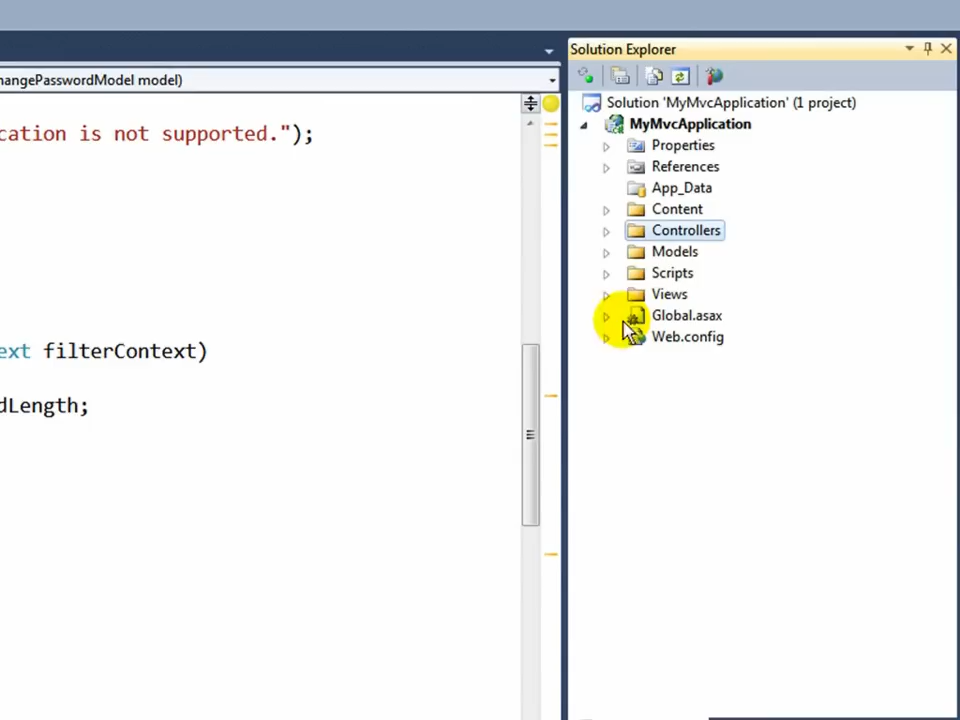 Solution Explorer
hangePasswordModel model)
Solution 'MyMvcApplication' (1 project)
MyMvcApplication
cation is not supported.");
Properties
References
App_Data
Content
Controllers
Models
Scripts
Views
Global.asax
Web.config
ext filterContext)
dLength;